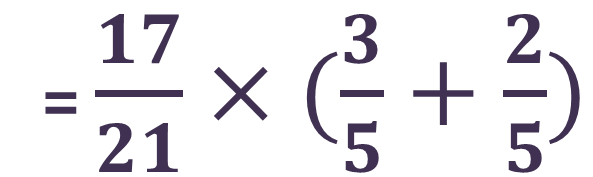 = 17/21 × (3/5 + 2/5)